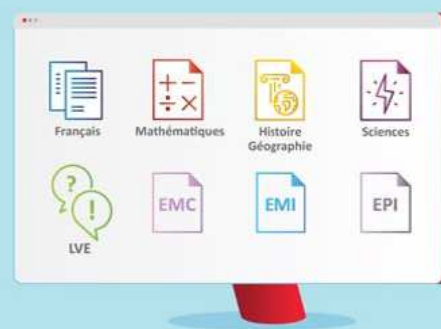 Français
Mathématiques
Histoire
Géographie
Sciences
LVE
EMC
EMI
EPI